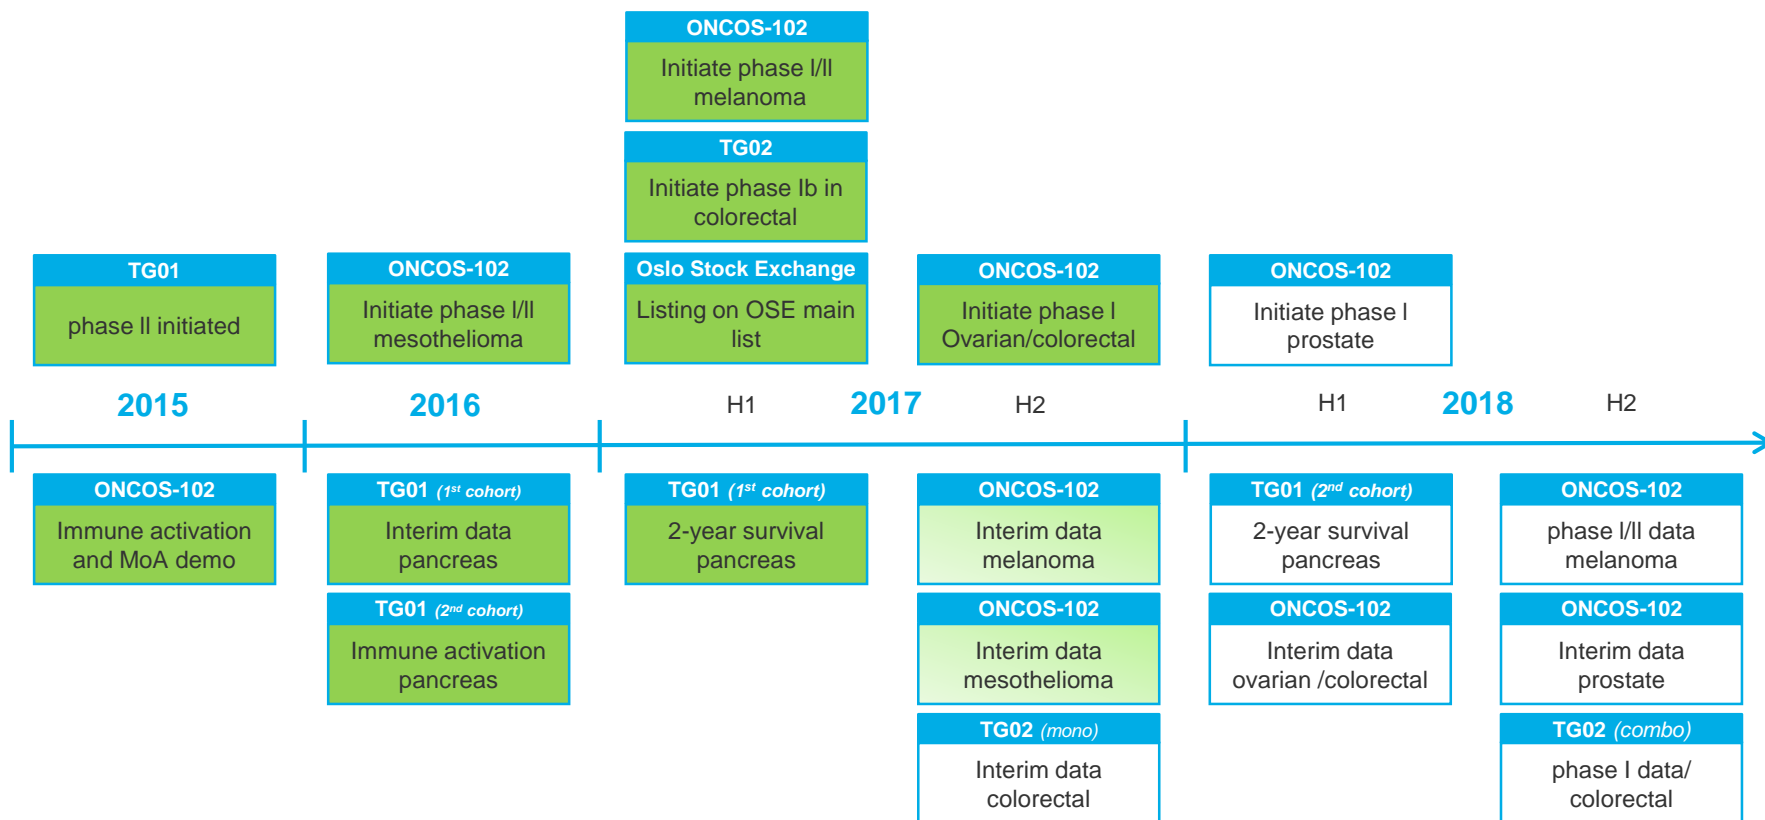 ONCOS-102
Initiate phase I/II
melanoma
TG02
Initiate phase Ib in
colorectal
TG01
phase II initiated
ONCOS-102
Initiate phase I/II
mesothelioma
Oslo Stock Exchange
Listing on OSE main
list
ONCOS-102
Initiate phase I
Ovarian/colorectal
ONCOS-102
Initiate phase I
prostate
2015
2016
H1
2017
H2
H1
2018
H2
ONCOS-102
Immune activation
and MoA demo
TG01 (1st cohort)
Interim data
pancreas
TG01 (2nd cohort)
Immune activation
pancreas
TG01 (1st cohort)
2-year survival
pancreas
ONCOS-102
Interim data
melanoma
ONCOS-102
Interim data
mesothelioma
TG02 (mono)
Interim data
colorectal
TG01 (2nd cohort)
2-year survival
pancreas
ONCOS-102
Interim data
ovarian /colorectal
ONCOS-102
phase I/II data
melanoma
ONCOS-102
Interim data
prostate
TG02 (combo)
phase I data/
colorectal